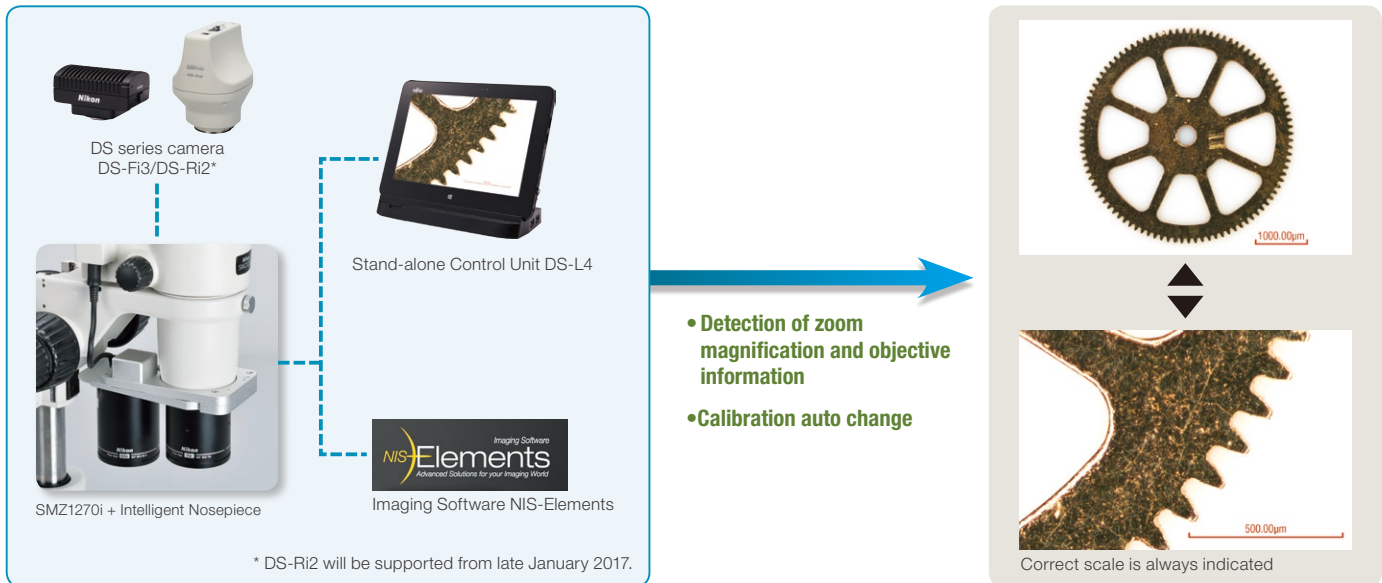 Nikon
DS series camera
DS-Fi3/DS-Ri2*
Stand-alone Control Unit DS-L4
Nikon
Nikon
SMZ1270i + Intelligent Nosepiece
Imaging Software
NIS-Elements
Advanced Solutions for your Imaging World
Imaging Software NIS-Elements
* DS-Ri2 will be supported from late January 2017.
• Detection of zoom
magnification and objective
information
•Calibration auto change
1000.00µm
500.00µm
Correct scale is always indicated